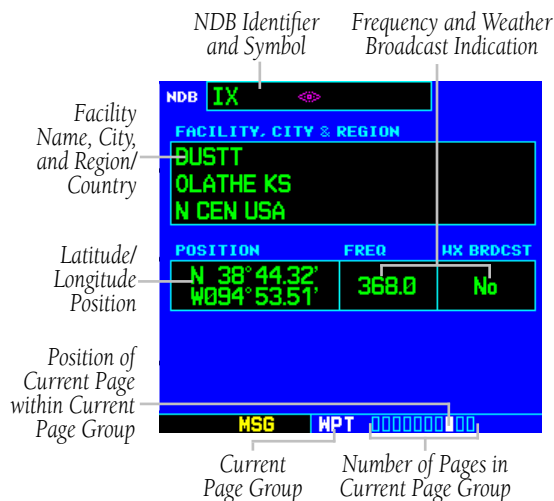 NDB Identifier
and Symbol
Frequency and Weather
Broadcast Indication
NDB IX
Facility
Name, City,
and Region/
Country
FACILITY, CITY & REGION
BUSTT
OLATHE KS
N CEN USA
Latitude/
Longitude
Position
POSITION FREQ WX BRDCST
N 38°44.32'
W094°53.51'
368.0 No
Position of
Current Page
within Current
Page Group
MSG WPT
Current
Page Group
Number of Pages in
Current Page Group